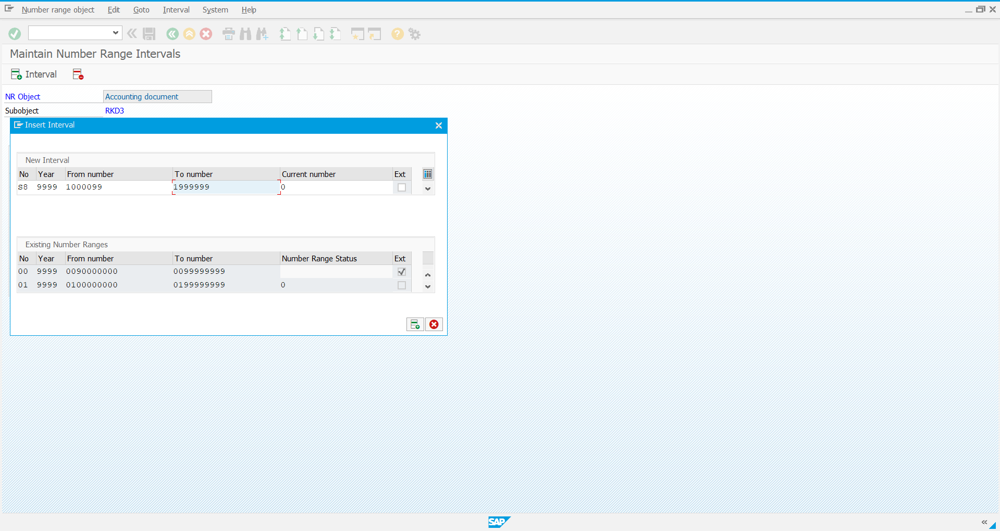 Number range object Edit Goto Interval System Help
Maintain Number Range Intervals
Interval
NR Object Accounting document
Subobject RKD3
Insert Interval
New Interval
No Year From number To number Current number Ext
S8 9999 1000099 1999999 0
Existing Number Ranges
No Year From number To number Number Range Status Ext
00 9999 0090000000 0099999999
01 9999 0100000000 0199999999 0
SAP